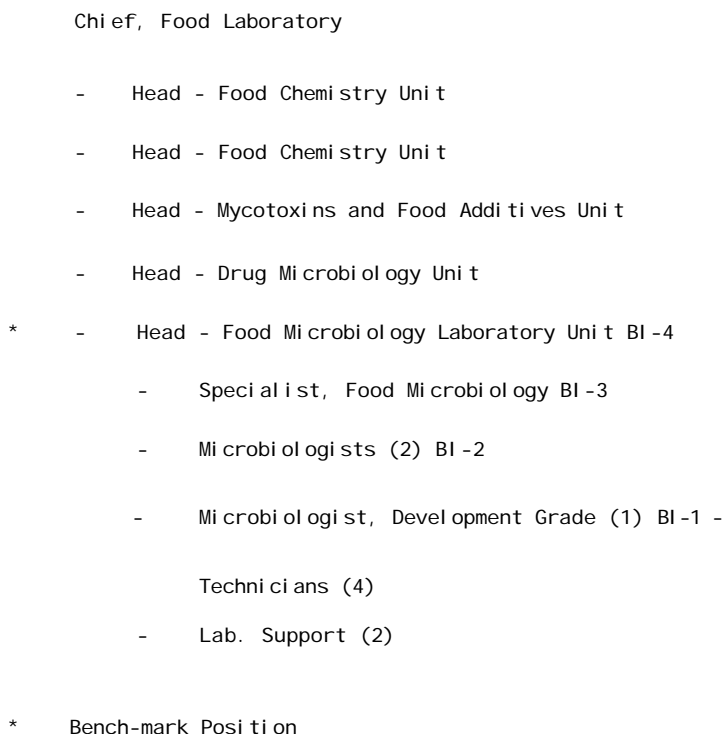 Chief, Food Laboratory
- Head - Food Chemistry Unit
- Head - Food Chemistry Unit
- Head - Mycotoxins and Food Additives Unit
- Head - Drug Microbiology Unit
* - Head - Food Microbiology Laboratory Unit BI-4
- Specialist, Food Microbiology BI-3
- Microbiologists (2) BI-2
- Microbiologist, Development Grade (1) BI-1 -
Technicians (4)
- Lab. Support (2)
* Bench-mark Position